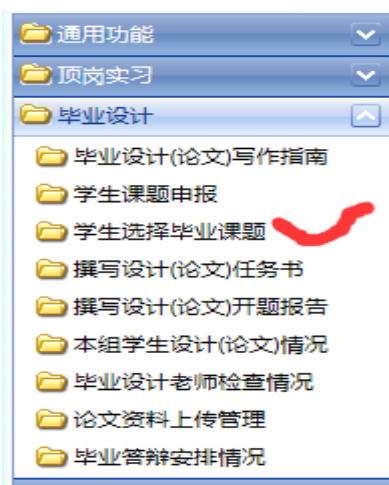 通用功能
顶岗实习
毕业设计
毕业设计(论文)写作指南
学生课题申报
学生选择毕业课题
撰写设计(论文)任务书
撰写设计(论文)开题报告
本组学生设计(论文)情况
毕业设计老师检查情况
论文资料上传管理
毕业答辩安排情况